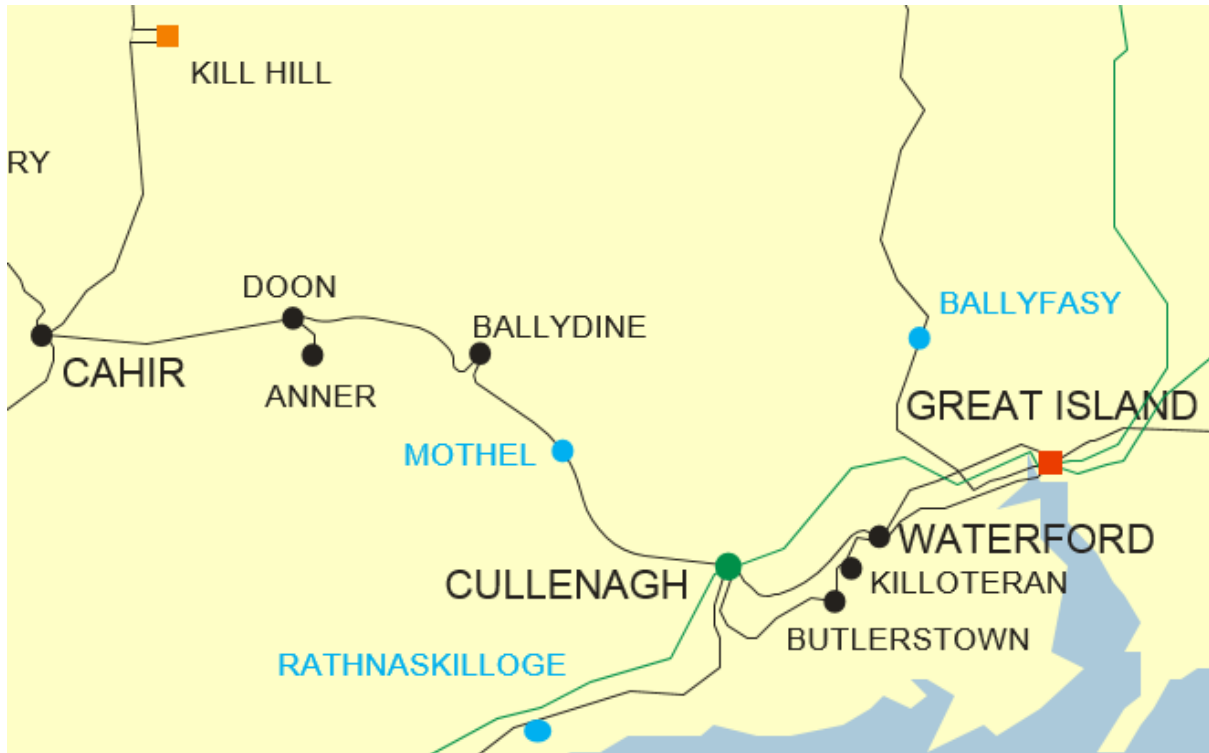 KILL HILL
RY
DOON
BALLYFASY
BALLYDINE
CAHIR
ANNER
GREAT ISLAND
MOTHEL
WATERFORD
CULLENAGH
KILLOTERAN
BUTLERSTOWN
RATHNASKILLOGE